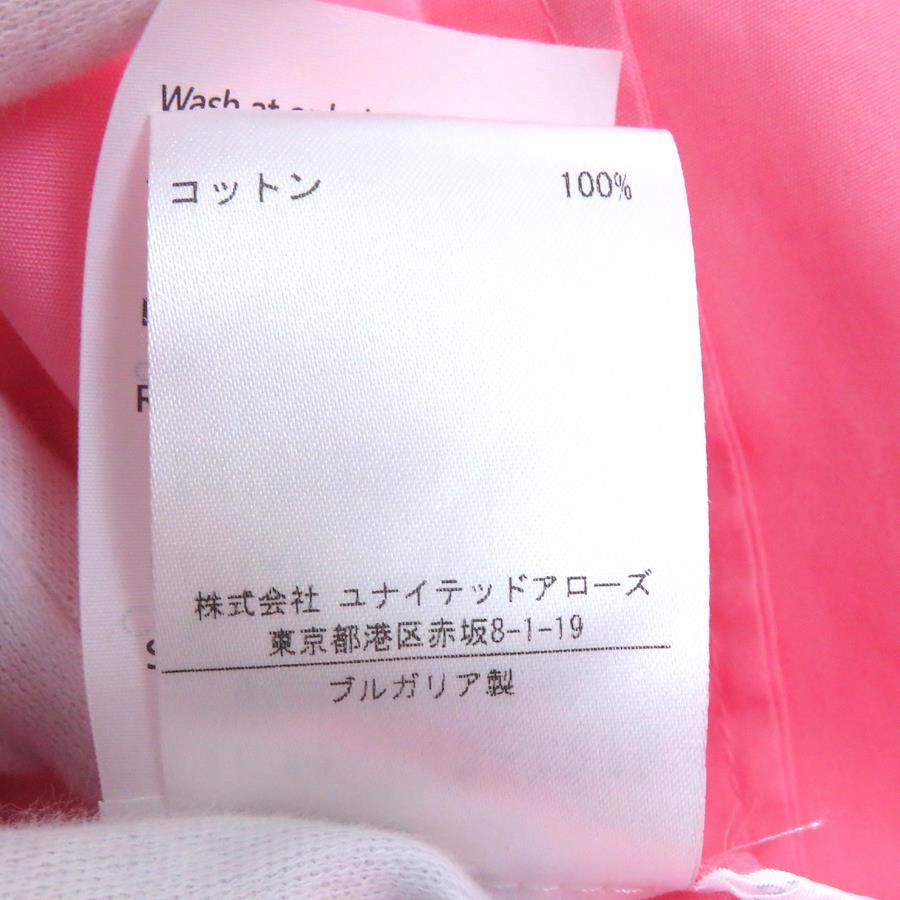 Wash at
コットン 100%
株式会社 ユナイテッドアローズ
東京都港区赤坂8-1-19
ブルガリア製